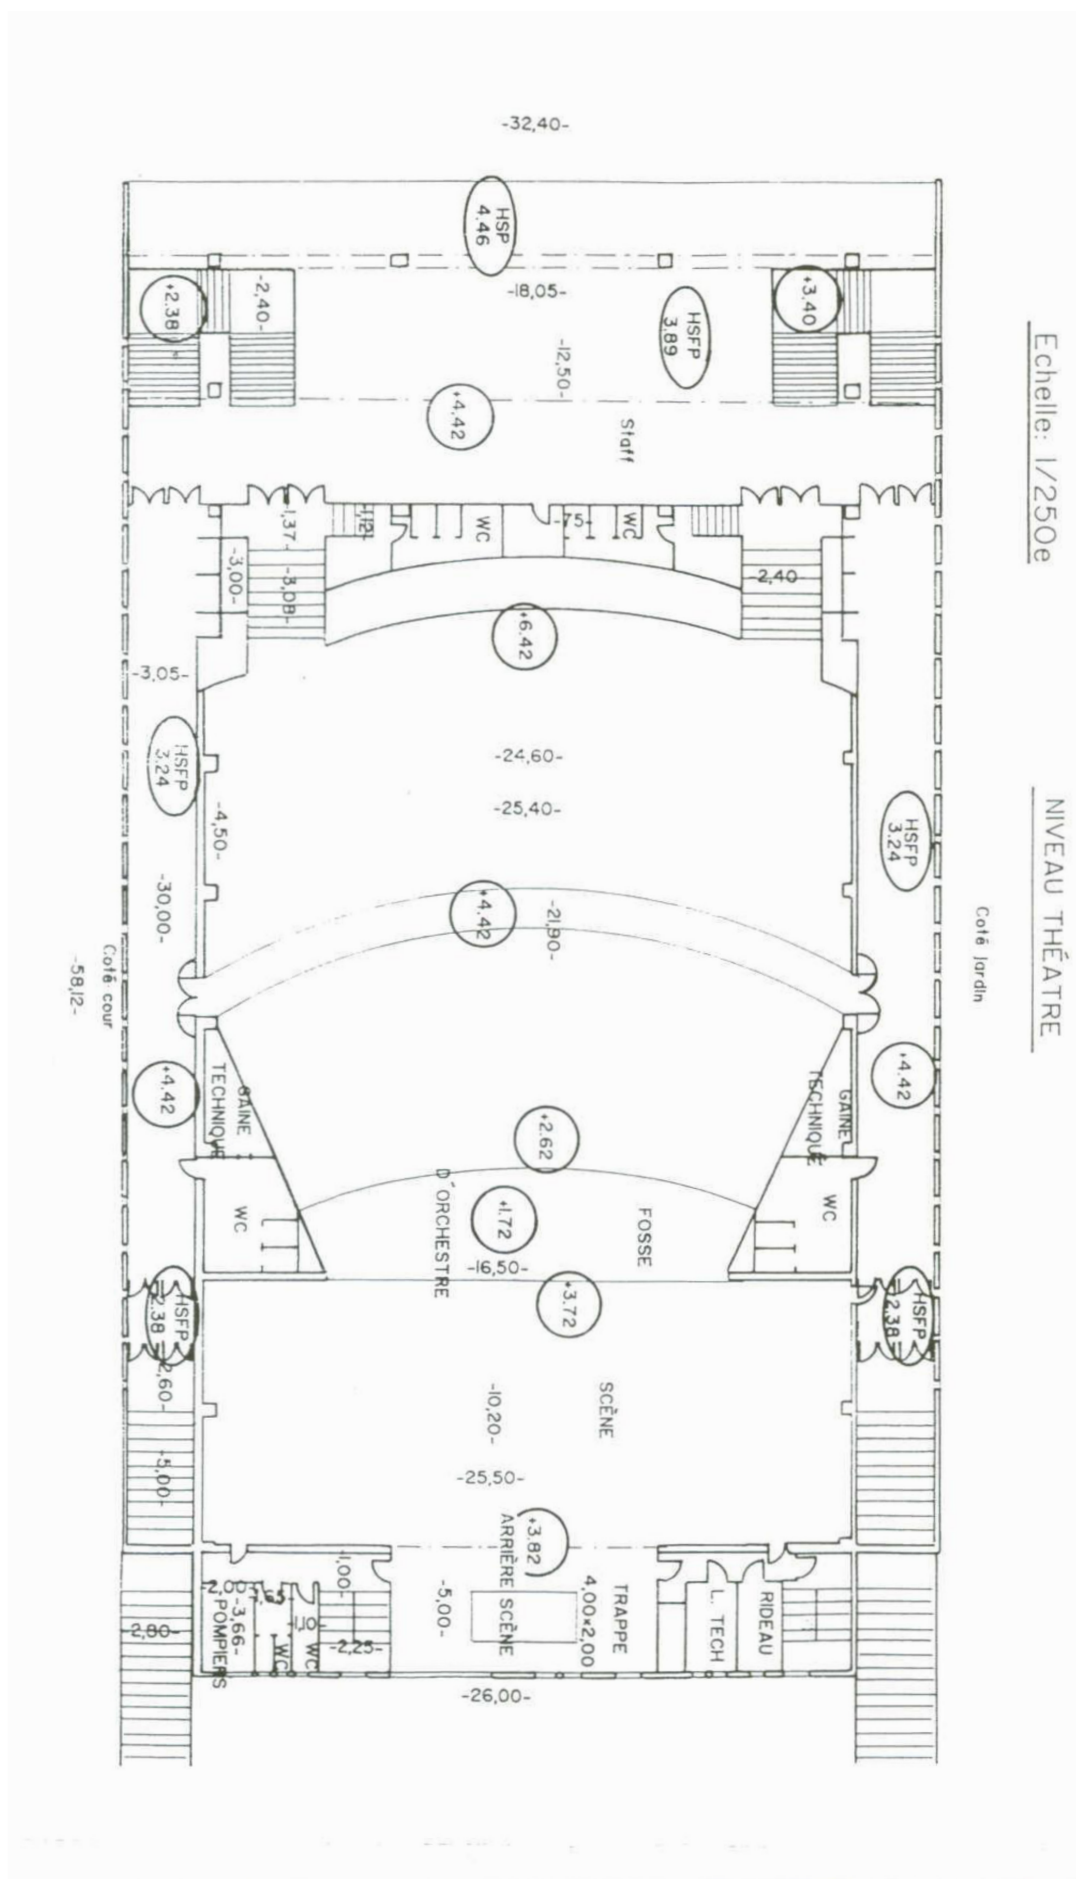 -32,40-
HSP
4.46
-18,05-
+2.38
-2,40-
HSFP
3.89
+3.40
-12,50-
+4.42
Staff
Echelle: 1/250e
-1,37-
-1,12-
WC
-75-
WC
-3,00-
-3,08-
-2,40-
+6.42
-3,05-
HSFP
3.24
-24,60-
-25,40-
-4,50-
HSFP
3.24
NIVEAU THÉATRE
-30,00-
+4.42
-21,90-
Coté jardin
Coté cour
-58,12-
+4.42
GAINE
TECHNIQUE
+4.42
GAINE
TECHNIQUE
+2.62
WC
D'ORCHESTRE
+1.72
FOSSE
WC
-16,50-
+3.72
HSFP
2.38
HSFP
2.38
2,60-
-10,20-
SCÈNE
-5,00-
-25,50-
+3.82
ARRIÈRE SCÈNE
-1,00-
-5,00-
TRAPPE
4,00x2,00
L. TECH
RIDEAU
-2,00-
-3,66-
POMPIERS
1,10
WC
WC
-2,25-
-2,80-
-26,00-